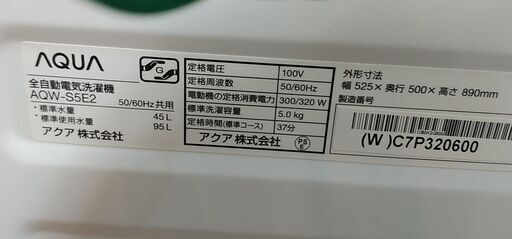 AQUA
G
全自動電気洗濯機
AQW-S5E2
50/60Hz共用
・標準水量 45L
・標準使用水量 95L
アクア株式会社
定格電圧 100V
定格周波数 50/60Hz
電動機の定格消費電力 300/320W
標準洗濯容量 5.0kg
定格時間(標準コース) 37分
アクア株式会社
PS E
外形寸法
幅 525×奥行 500×高さ 890mm
製造番号
(W)C7P320600